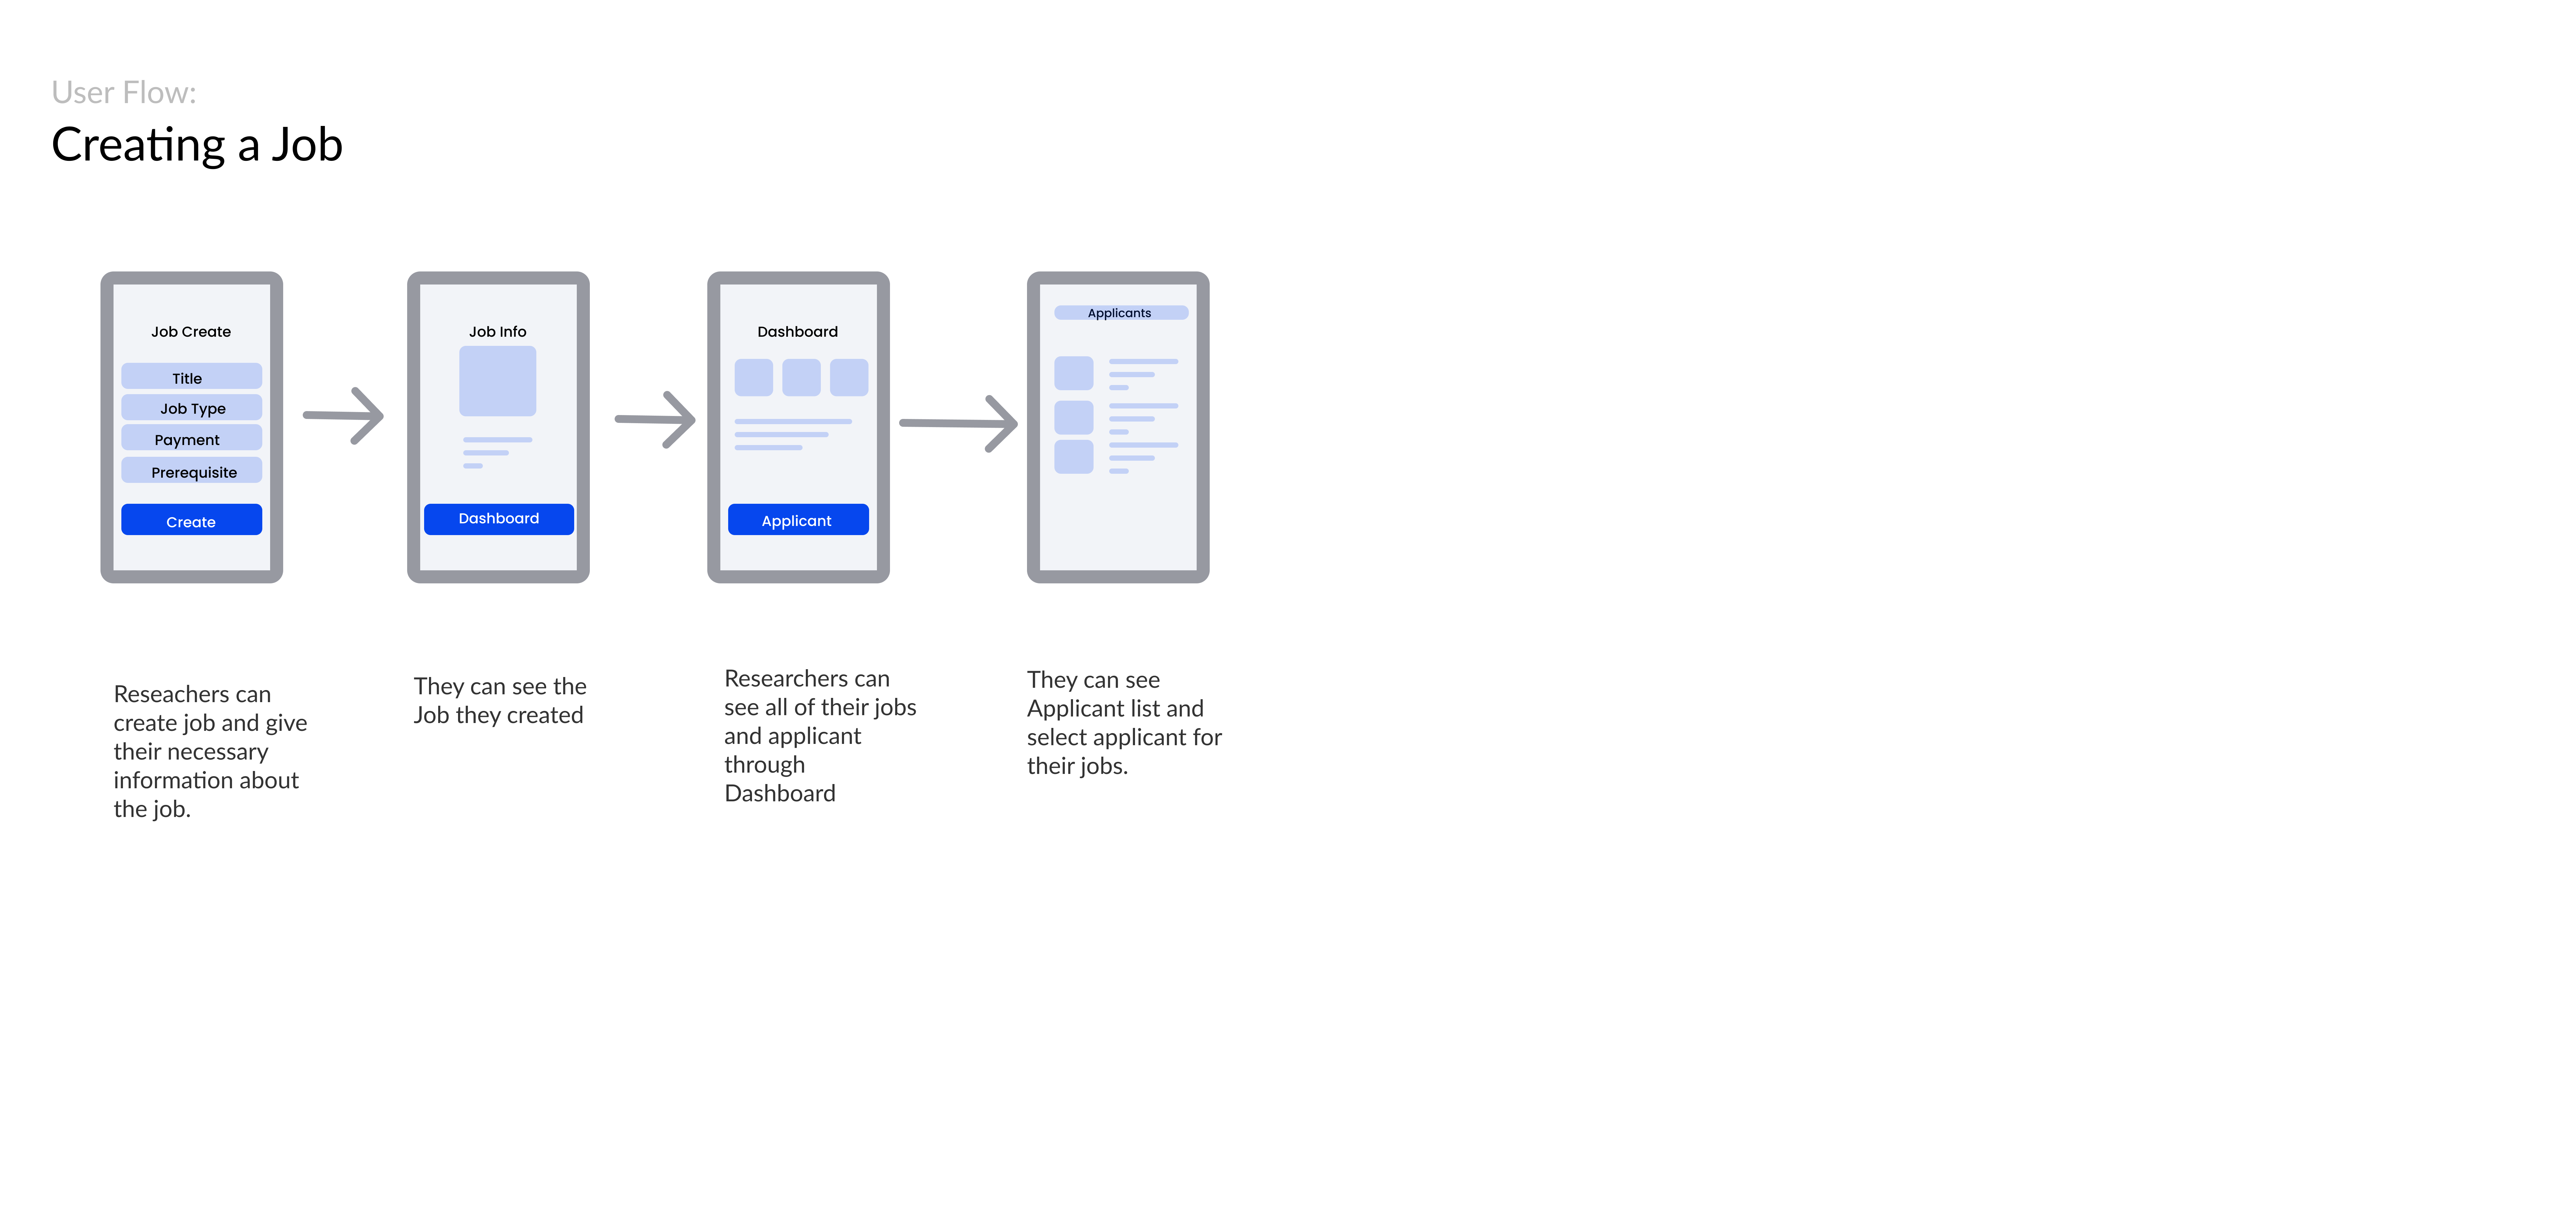 User Flow:
Creating a Job
Job Create
Title
Job Type
Payment
Prerequisite
Create
Job Info
Dashboard
Dashboard
Applicant
Applicants
Reseachers can
create job and give
their necessary
information about
the job.
They can see the
Job they created
Researchers can
see all of their jobs
and applicant
through
Dashboard
They can see
Applicant list and
select applicant for
their jobs.